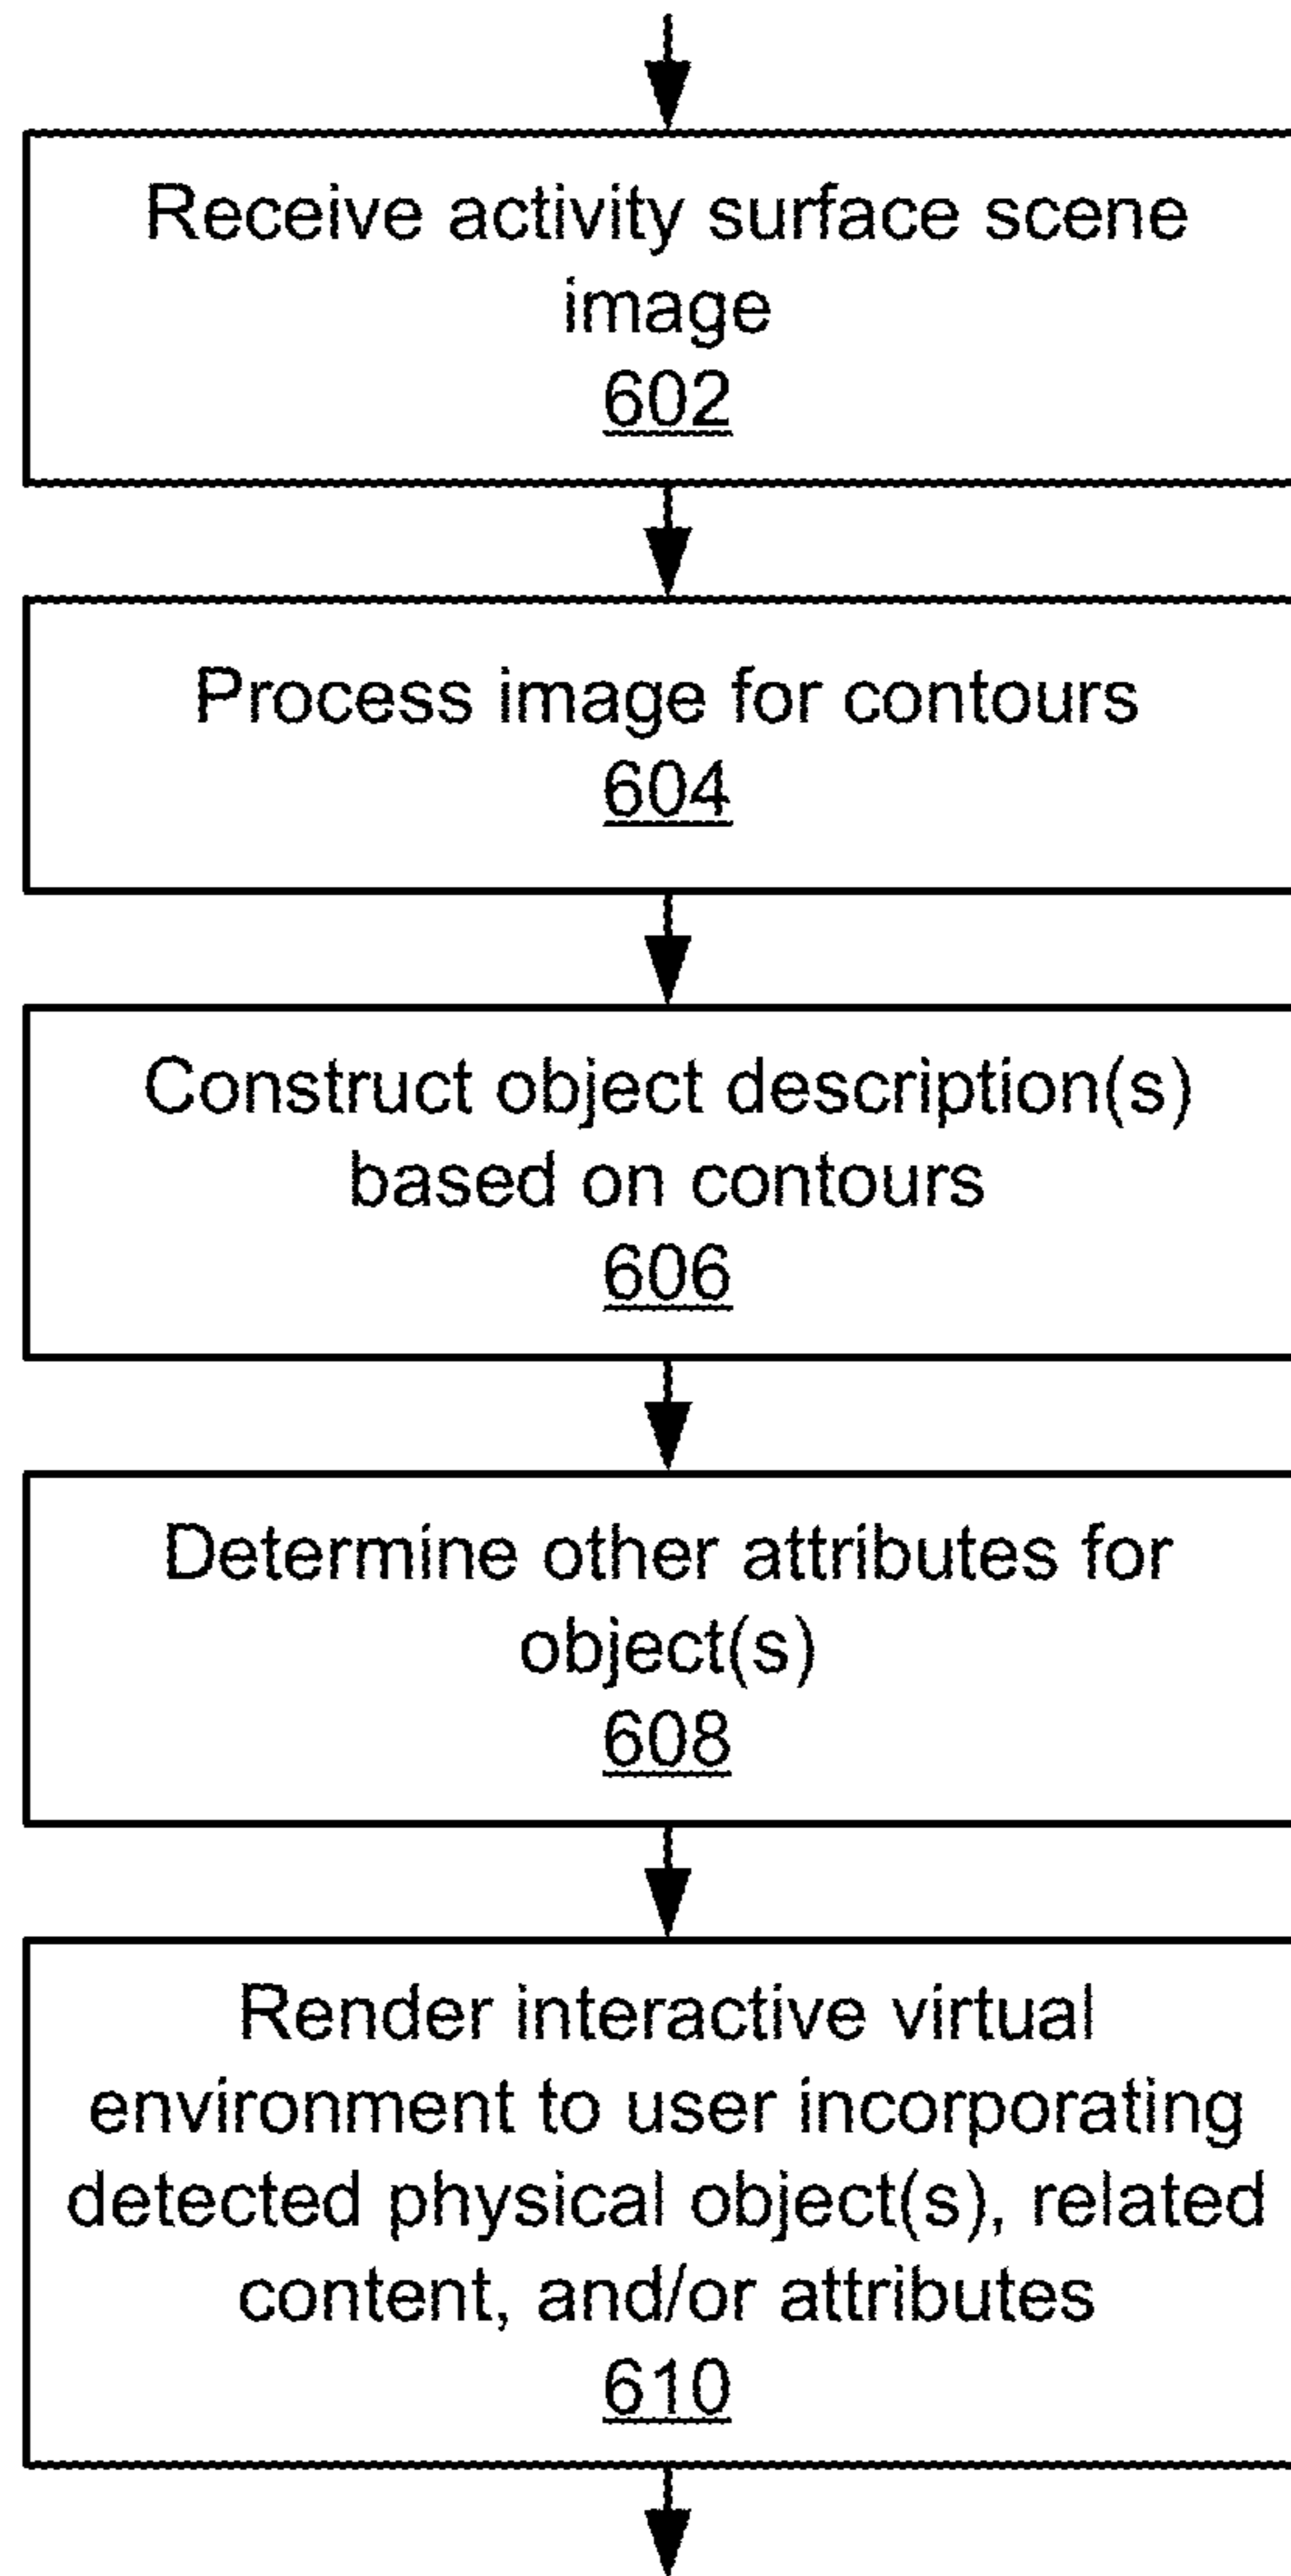 Receive activity surface scene
image
602
Process image for contours
604
Construct object description(s)
based on contours
606
Determine other attributes for
object(s)
608
Render interactive virtual
environment to user incorporating
detected physical object(s), related
content, and/or attributes
610